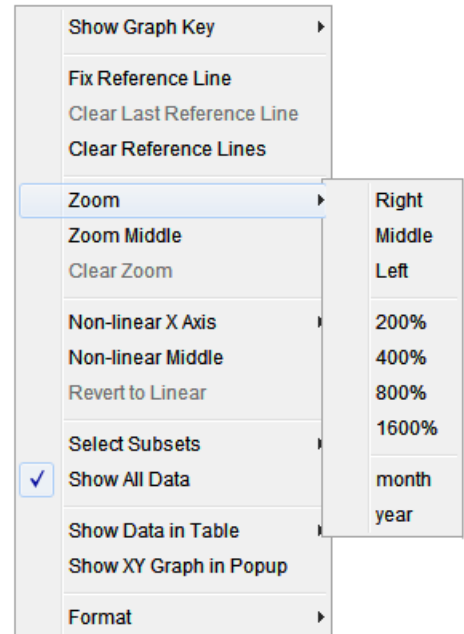 Show Graph Key
Fix Reference Line
Clear Last Reference Line
Clear Reference Lines
Zoom
Zoom Middle
Clear Zoom
Non-linear X Axis
Non-linear Middle
Revert to Linear
Select Subsets
Show All Data
Show Data in Table
Show XY Graph in Popup
Format
Right
Middle
Left
200%
400%
800%
1600%
month
year